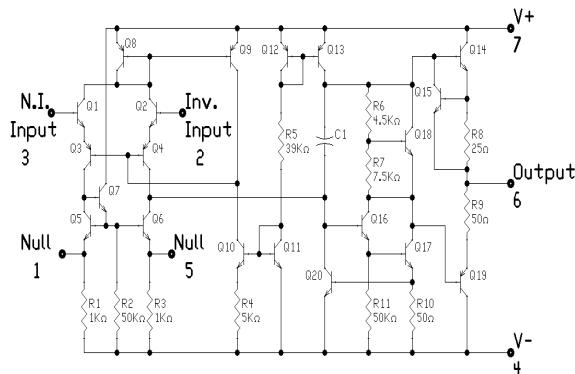 V+
7
Q8
Q9
Q12
Q13
Q14
Q15
N.I.
Input
3
Q1
Q2
Inv.
Input
2
R6
4.5KΩ
Q18
R5
39KΩ
C1
R8
25Ω
Q3
Q4
R7
7.5KΩ
Output
6
Q7
R9
50Ω
Q5
Q6
Q16
Q17
Null
1
Null
5
Q10
Q11
Q20
Q19
R1
1KΩ
R2
50KΩ
R3
1KΩ
R4
5KΩ
R11
50KΩ
R10
50Ω
V-
4